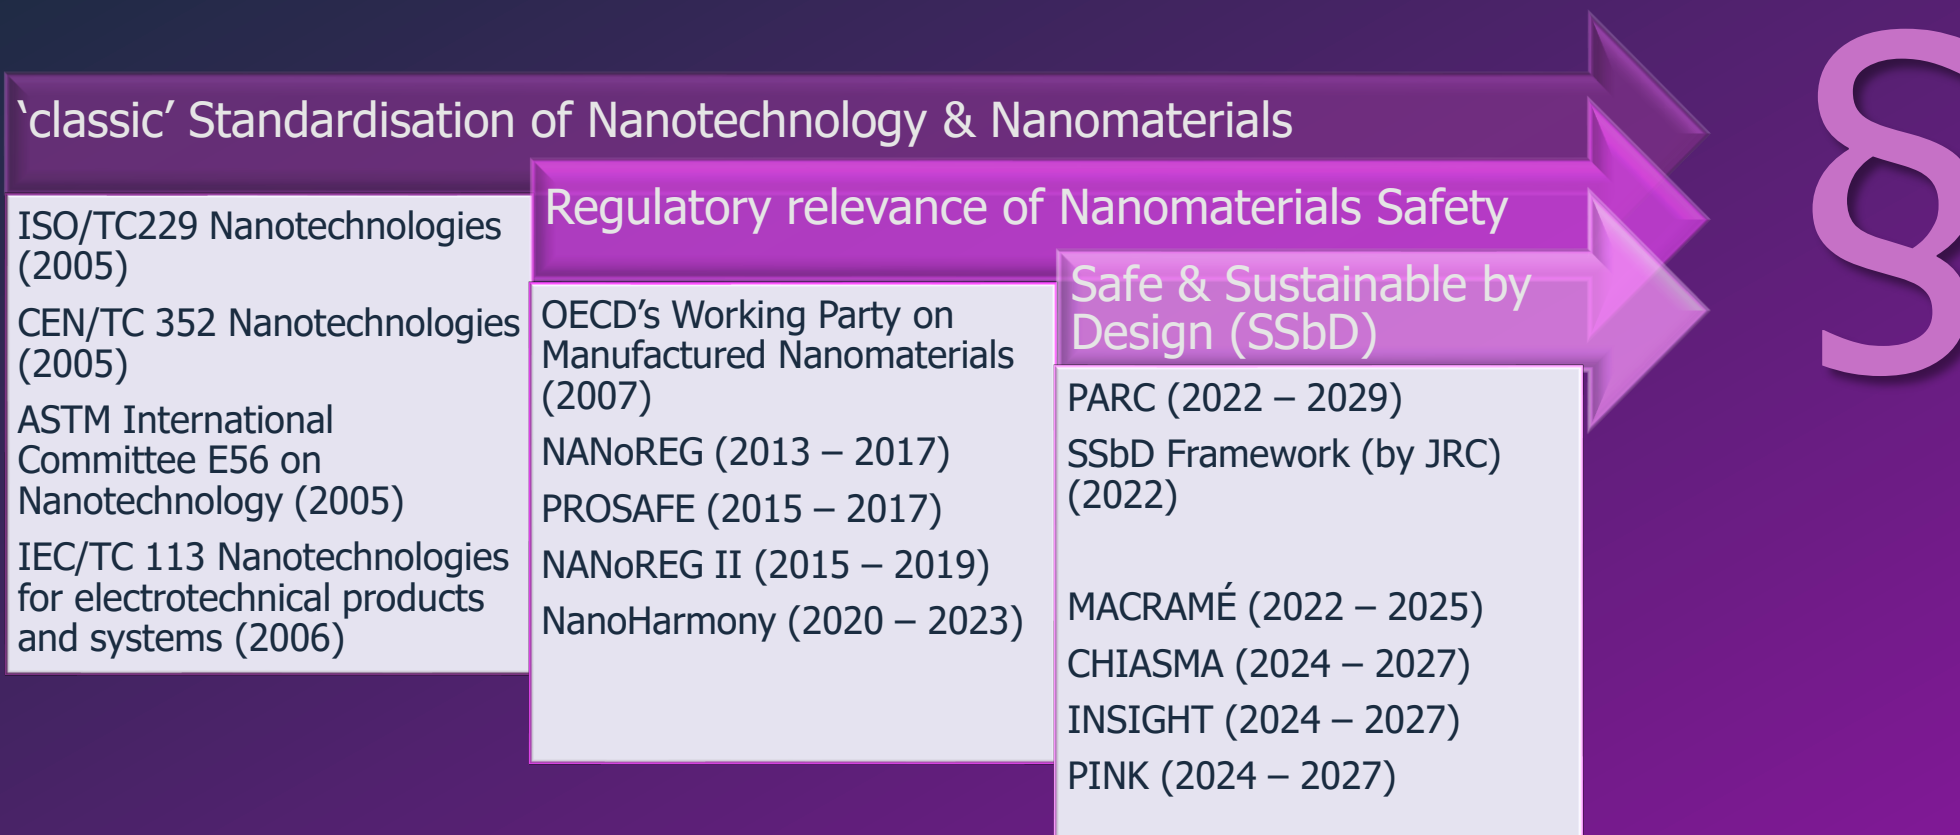 ‘classic’ Standardisation of Nanotechnology & Nanomaterials
ISO/TC229 Nanotechnologies
(2005)
CEN/TC 352 Nanotechnologies
(2005)
ASTM International
Committee E56 on
Nanotechnology (2005)
IEC/TC 113 Nanotechnologies
for electrotechnical products
and systems (2006)
Regulatory relevance of Nanomaterials Safety
OECD’s Working Party on
Manufactured Nanomaterials
(2007)
NANoREG (2013 – 2017)
PROSAFE (2015 – 2017)
NANoREG II (2015 – 2019)
NanoHarmony (2020 – 2023)
Safe & Sustainable by
Design (SSbD)
PARC (2022 – 2029)
SSbD Framework (by JRC)
(2022)
MACRAMÉ (2022 – 2025)
CHIASMA (2024 – 2027)
INSIGHT (2024 – 2027)
PINK (2024 – 2027)
§